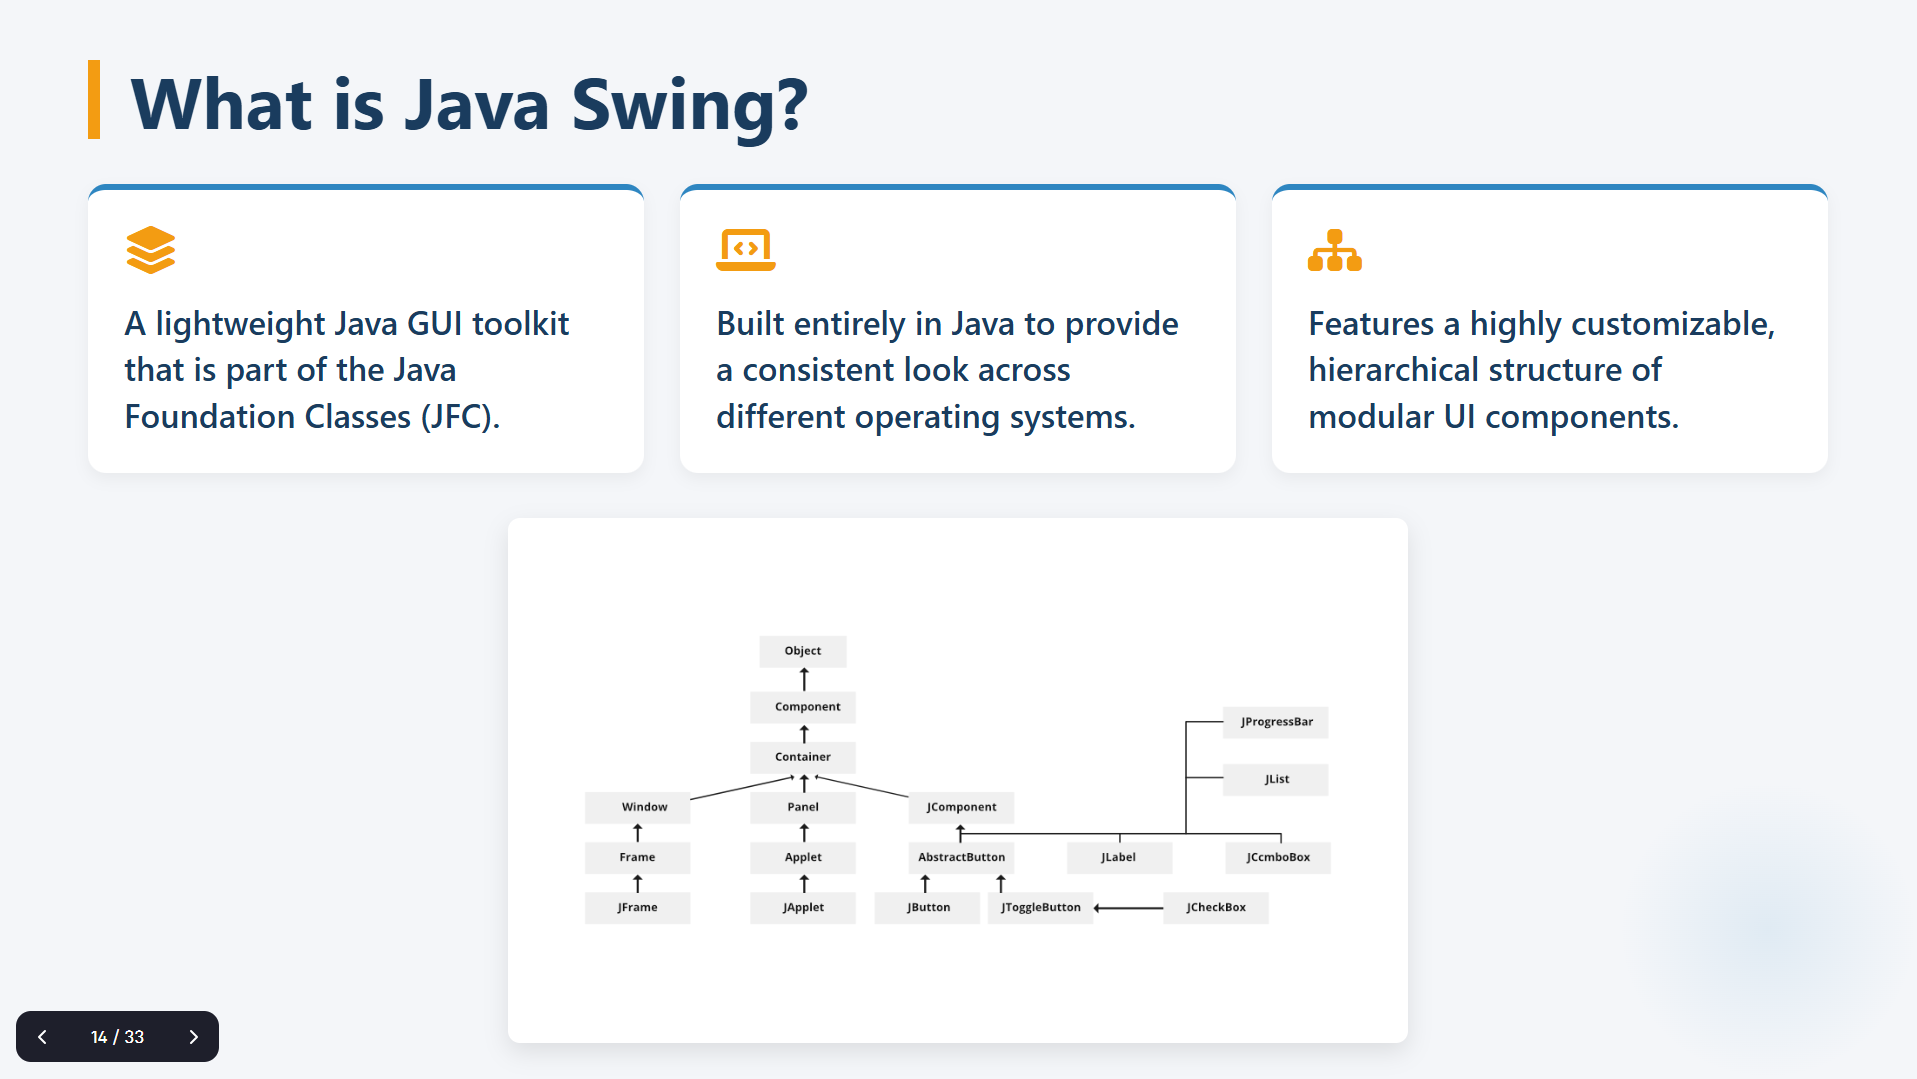 What is Java Swing?
A lightweight Java GUI toolkit
that is part of the Java
Foundation Classes (JFC).
Built entirely in Java to provide
a consistent look across
different operating systems.
Features a highly customizable,
hierarchical structure of
modular UI components.
Object
Component
Container
Window
Panel
JComponent
JProgressBar
JList
Frame
Applet
AbstractButton
JLabel
JCcmboBox
JFrame
JApplet
JButton
JToggleButton
JCheckBox
14 / 33